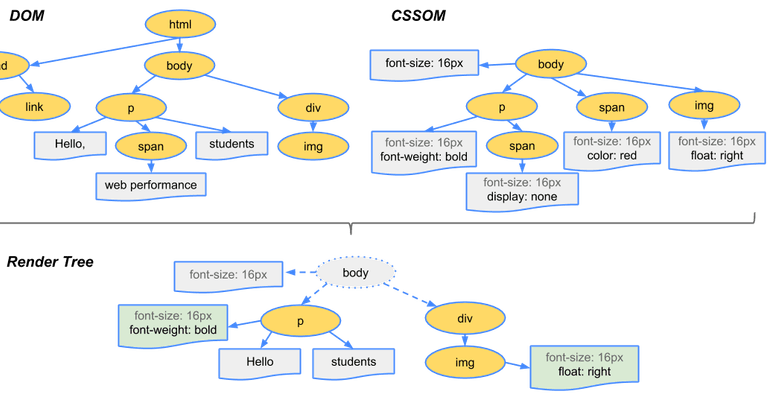 DOM
CSSOM
html
ad
body
link
p
div
Hello,
span
students
img
web performance
font-size: 16px
body
p
span
img
font-size: 16px
font-weight: bold
span
font-size: 16px
color: red
font-size: 16px
float: right
font-size: 16px
display: none
Render Tree
font-size: 16px
body
font-size: 16px
font-weight: bold
p
div
Hello
students
img
font-size: 16px
float: right